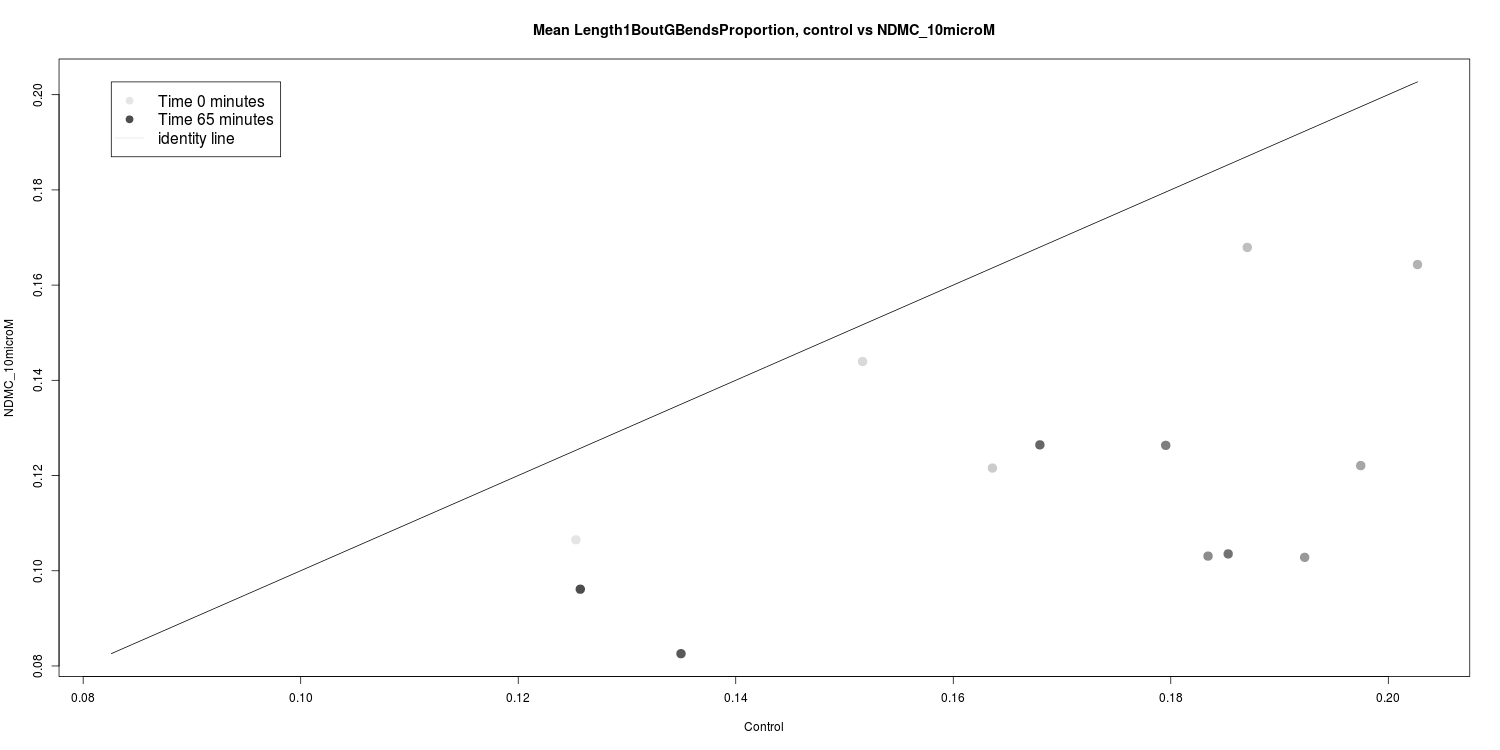 Mean Length1BoutGBendsProportion, control vs NDMC_10microM
Time 0 minutes
Time 65 minutes
identity line
NDMC_10microM
0.20
0.18
0.16
0.14
0.12
0.10
0.08
0.08 0.10 0.12 0.14 0.16 0.18 0.20
Control